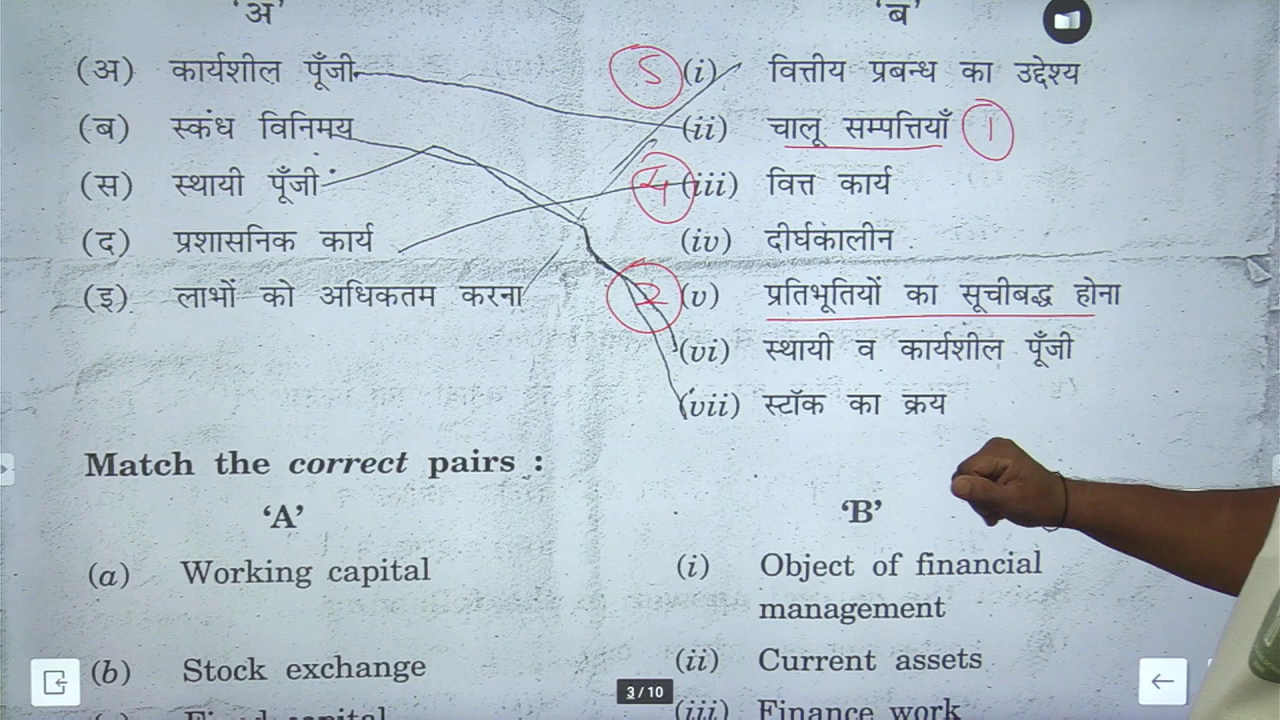 'अ' 'ब'
(अ) कार्यशील पूँजी 5 (i) वित्तीय प्रबन्ध का उद्देश्य
(ब) स्कंध विनिमय (ii) चालू सम्पत्तियाँ 1
(स) स्थायी पूँजी 4 (iii) वित्त कार्य
(द) प्रशासनिक कार्य (iv) दीर्घकालीन
(इ) लाभों को अधिकतम करना 2 (v) प्रतिभूतियों का सूचीबद्ध होना
(vi) स्थायी व कार्यशील पूँजी
(vii) स्टॉक का क्रय
Match the correct pairs :
'A' 'B'
(a) Working capital (i) Object of financial
management
(b) Stock exchange (ii) Current assets
Fixed capital (iii) Finance work
3 / 10